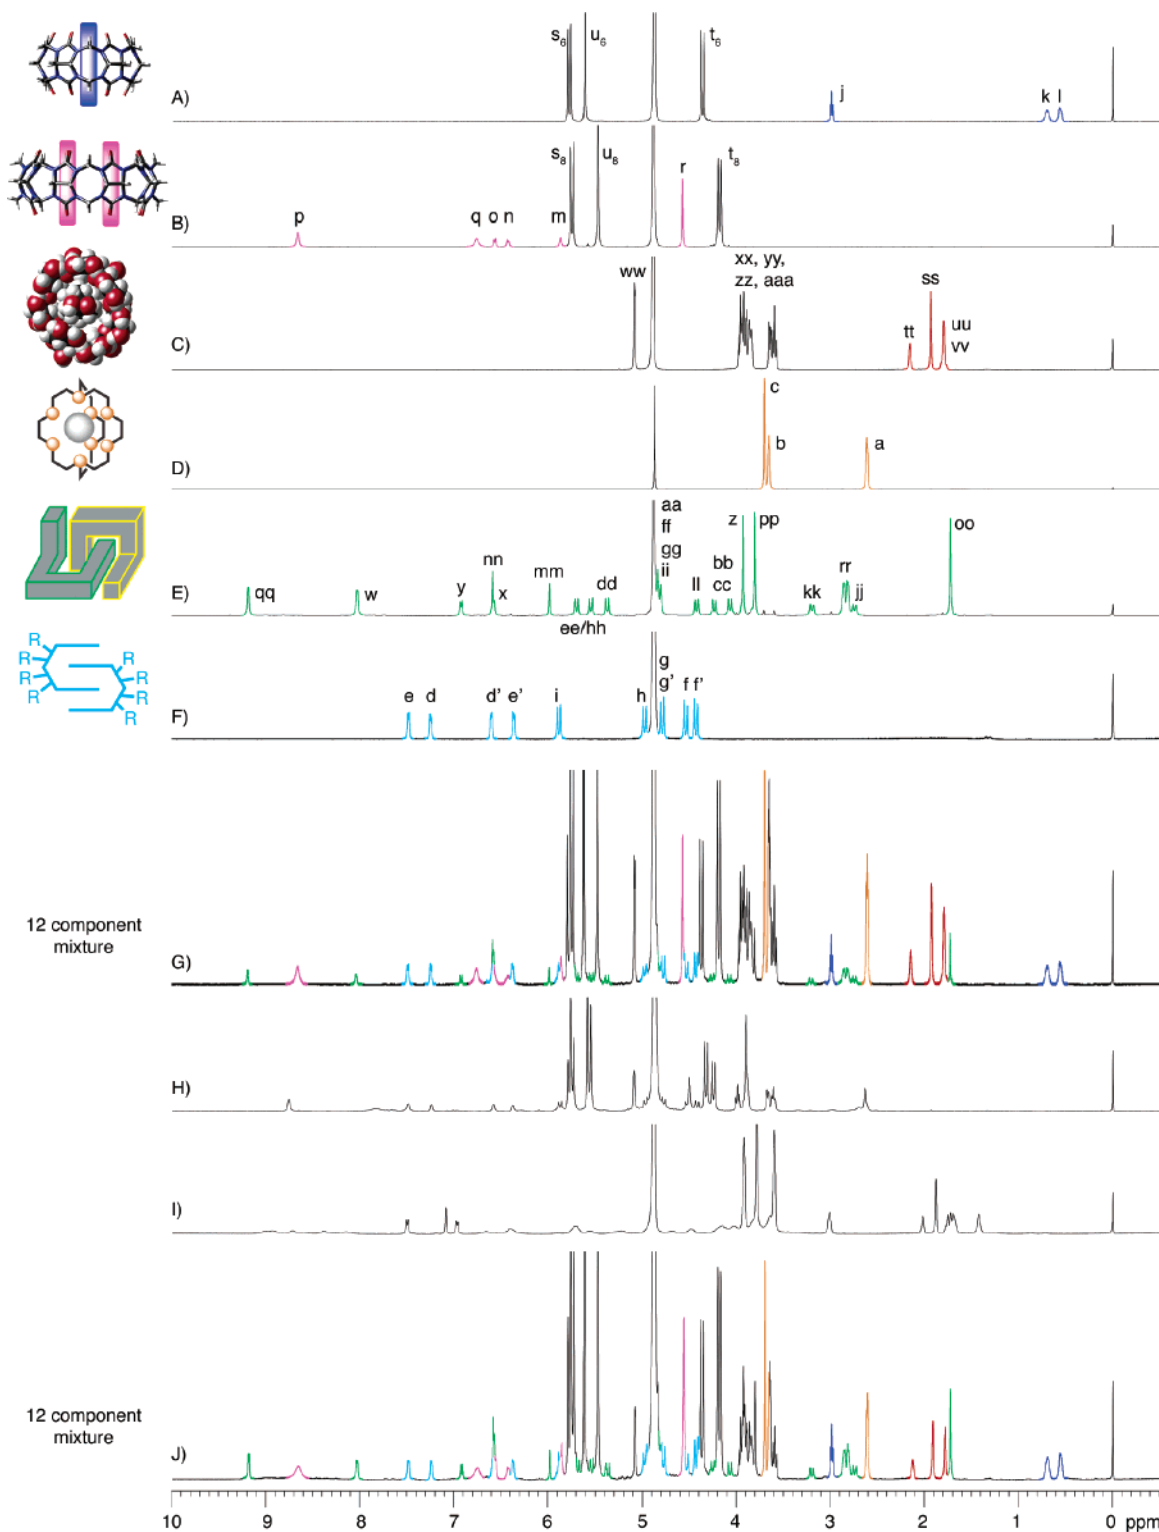 s6 u6 t6
A) j k l
s8 u8 r t8
B) p q o n m
xx, yy,
zz, aaa
ww ss
tt uu
vv
C)
c
b a
D)
aa
ff
gg
ii
z pp oo
nn
mm dd
bb
cc
ll rr
E) qq w y x kk jj
ee/hh
R R
R R
R R
R R
g
g'
e d d' e' i h f f'
F)
12 component
mixture
G)
H)
I)
12 component
mixture
J)
10 9 8 7 6 5 4 3 2 1 0 ppm